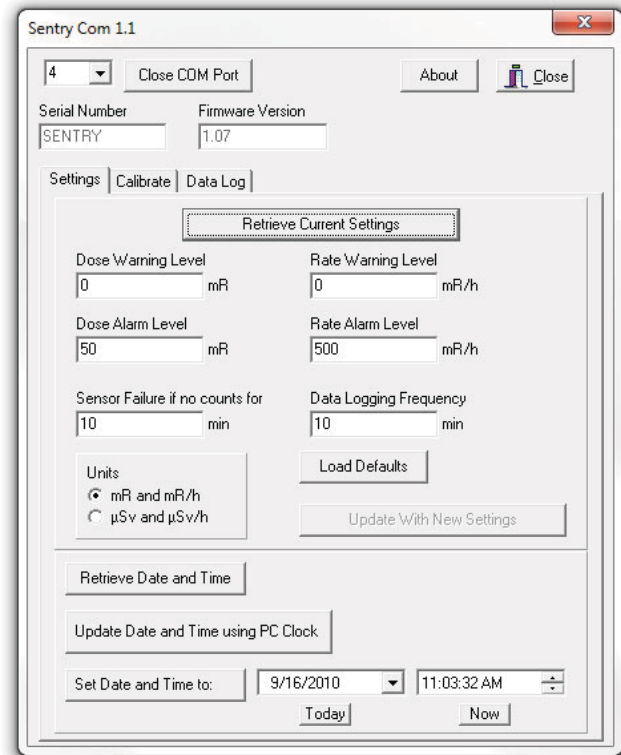 Sentry Com 1.1
4 Close COM Port About Close
Serial Number Firmware Version
SENTRY 1.07
Settings Calibrate Data Log
Retrieve Current Settings
Dose Warning Level Rate Warning Level
0 mR 0 mR/h
Dose Alarm Level Rate Alarm Level
50 mR 500 mR/h
Sensor Failure if no counts for Data Logging Frequency
10 min 10 min
Units Load Defaults
mR and mR/h
µSv and µSv/h Update With New Settings
Retrieve Date and Time
Update Date and Time using PC Clock
Set Date and Time to: 9/16/2010 11:03:32 AM
Today Now